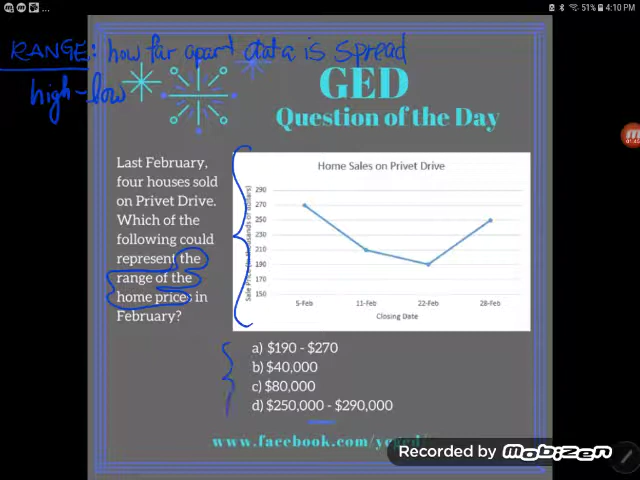 51% 4:10 PM
RANGE: how far apart data is spread
high-low
GED
Question of the Day
Last February,
four houses sold
on Privet Drive.
Which of the
following could
represent the
range of the
home prices in
February?
Home Sales on Privet Drive
Sale Price (in thousands of dollars)
290
270
250
230
210
190
170
150
5-Feb 11-Feb 22-Feb 28-Feb
Closing Date
a) $190 - $270
b) $40,000
c) $80,000
d) $250,000 - $290,000
Recorded by mobizen